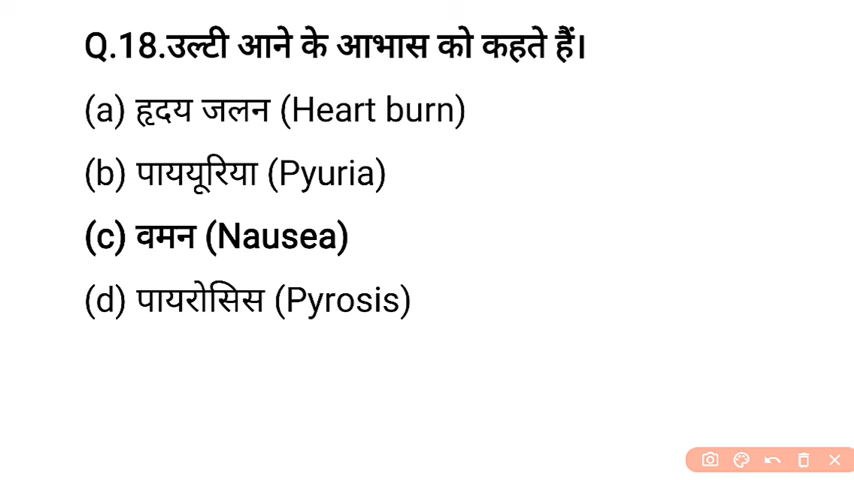 Q.18.उल्टी आने के आभास को कहते हैं।
(a) हृदय जलन (Heart burn)
(b) पाययूरिया (Pyuria)
(c) वमन (Nausea)
(d) पायरोसिस (Pyrosis)